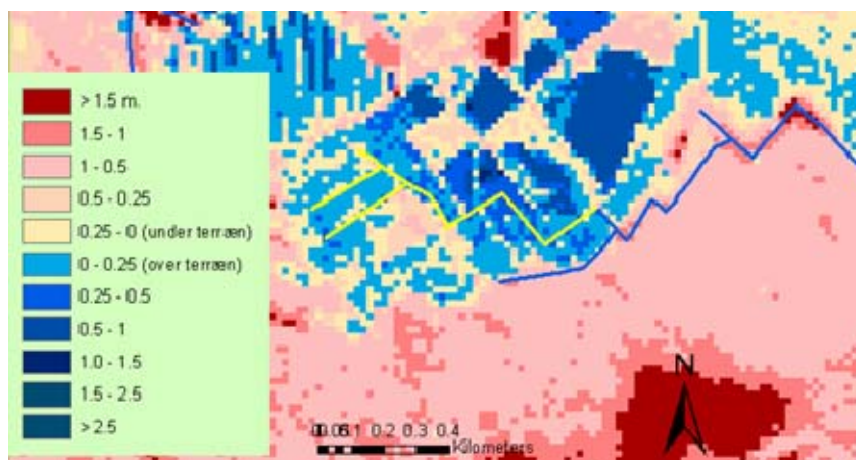 > 1.5 m.
1.5 - 1
1 - 0.5
0.5 - 0.25
0.25 - 0 (under terræn)
0 - 0.25 (over terræn)
0.25 - 0.5
0.5 - 1
1.0 - 1.5
1.5 - 2.5
> 2.5
N
0.2 0.3 0.4
Kilometers